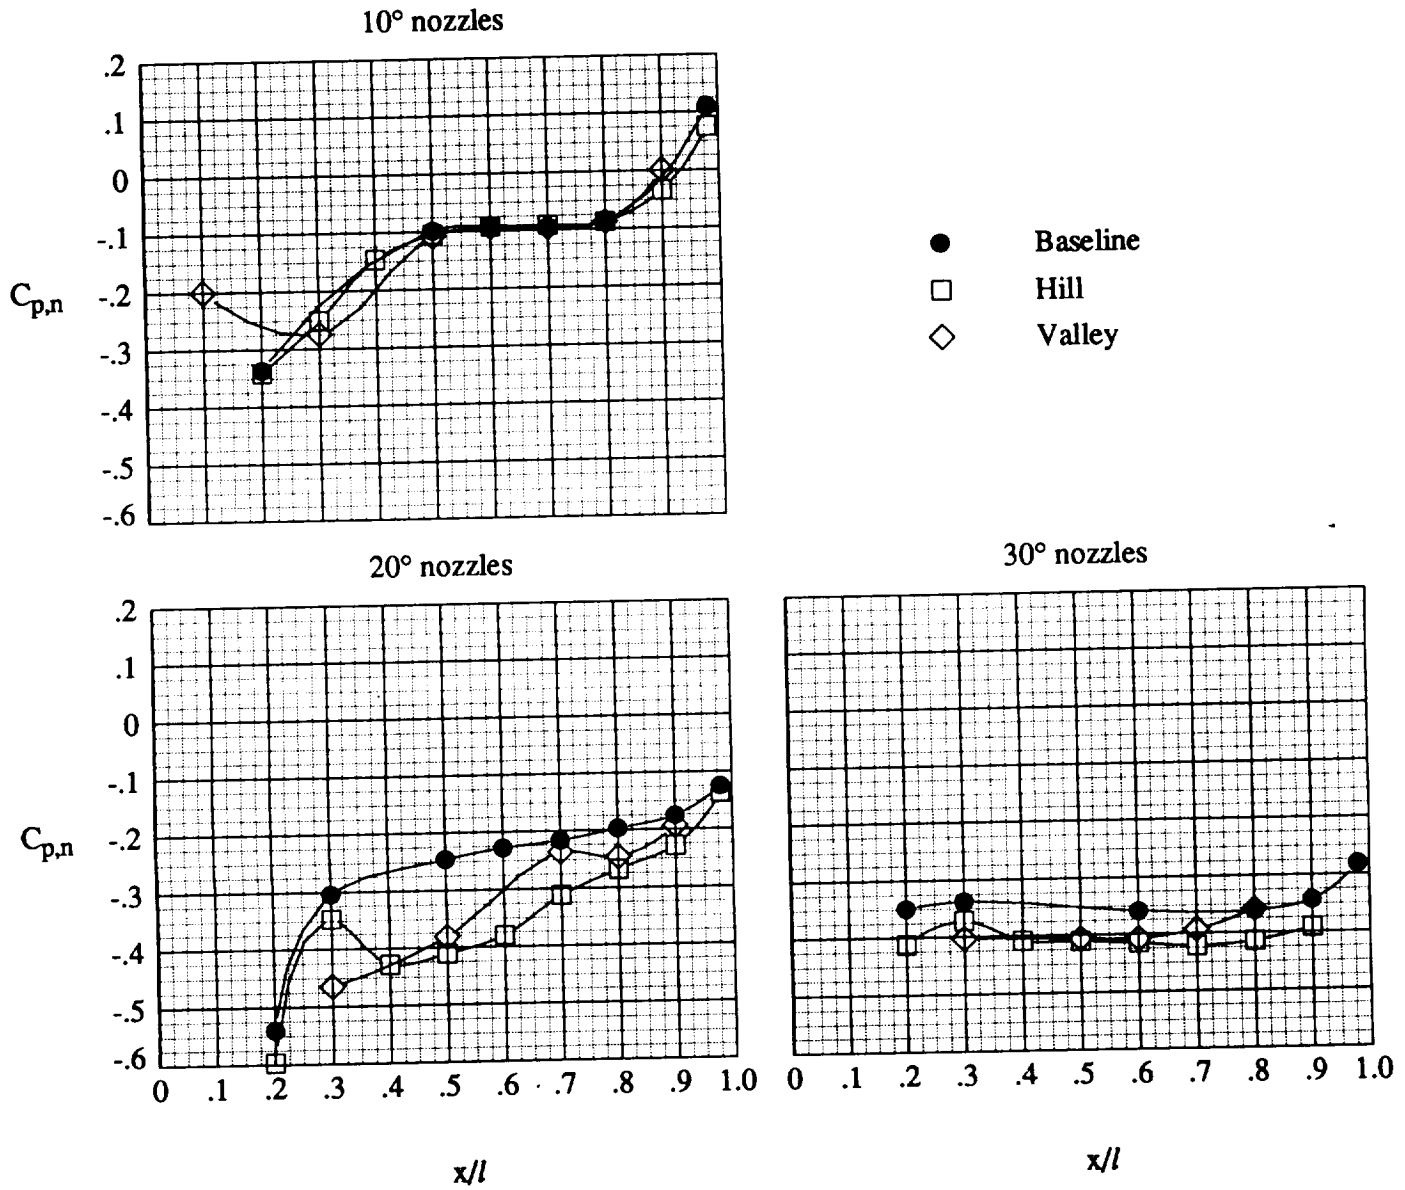 10° nozzles
.2
.1
0
-.1
-.2
-.3
-.4
-.5
-.6
C_p,n
Baseline
Hill
Valley
20° nozzles
.2
.1
0
-.1
-.2
-.3
-.4
-.5
-.6
C_p,n
0 .1 .2 .3 .4 .5 .6 .7 .8 .9 1.0
x/l
30° nozzles
0 .1 .2 .3 .4 .5 .6 .7 .8 .9 1.0
x/l